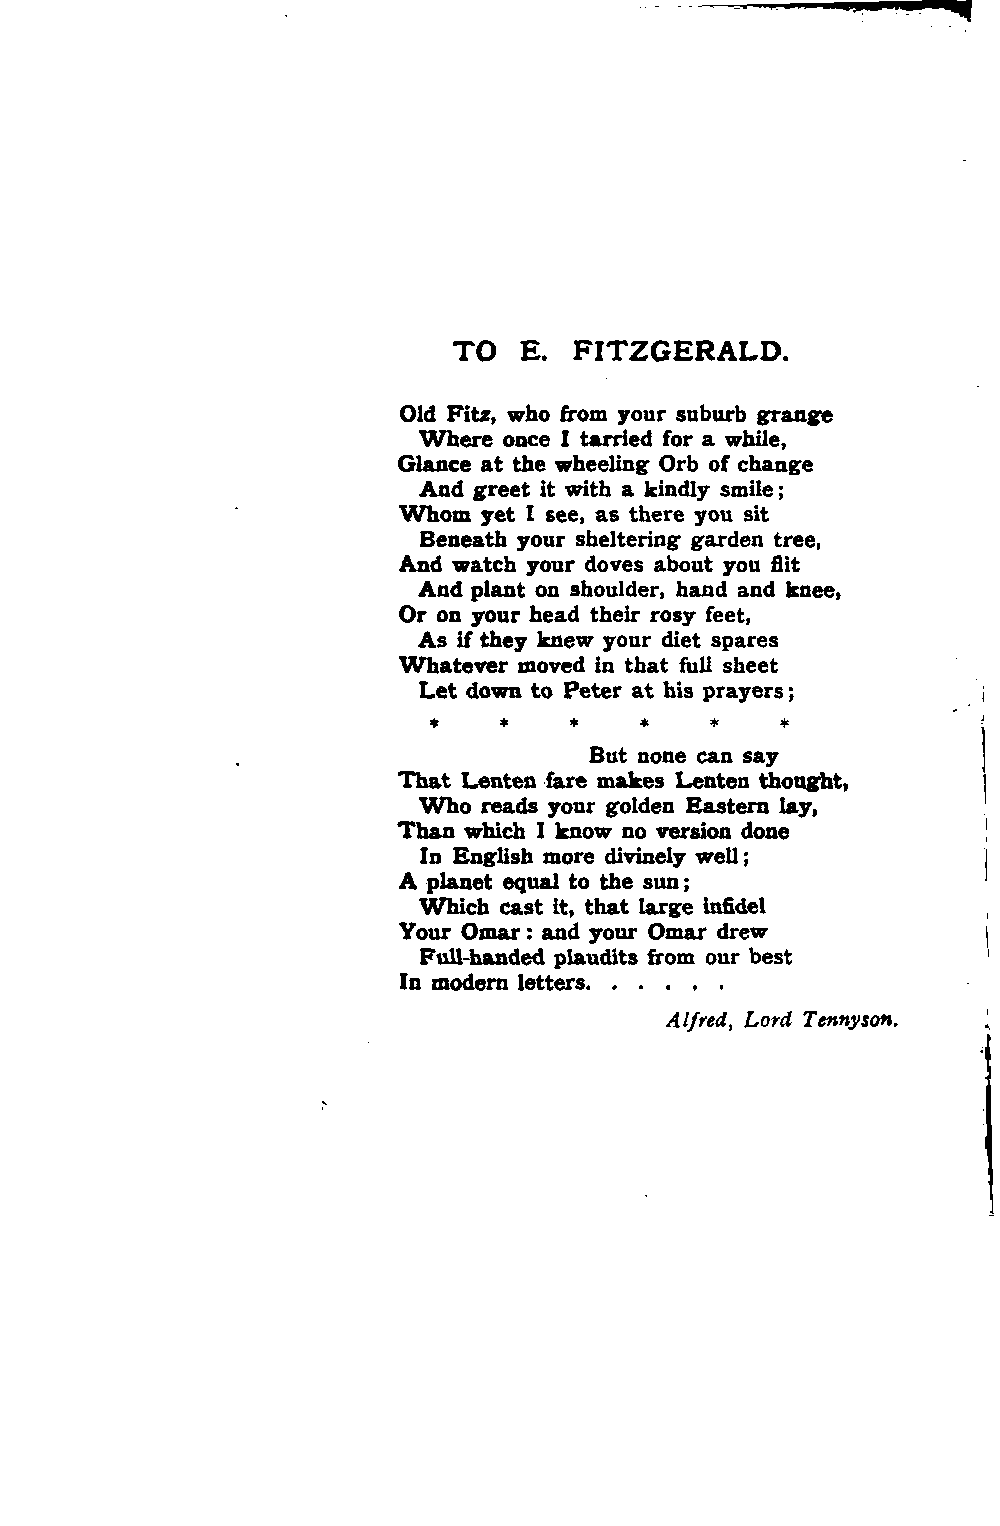 TO E. FITZGERALD.
Old Fitz, who from your suburb grange
Where once I tarried for a while,
Glance at the wheeling Orb of change
And greet it with a kindly smile;
Whom yet I see, as there you sit
Beneath your sheltering garden tree,
And watch your doves about you flit
And plant on shoulder, hand and knee,
Or on your head their rosy feet,
As if they knew your diet spares
Whatever moved in that full sheet
Let down to Peter at his prayers;
* * * * * *
But none can say
That Lenten fare makes Lenten thought,
Who reads your golden Eastern lay,
Than which I know no version done
In English more divinely well;
A planet equal to the sun;
Which cast it, that large infidel
Your Omar: and your Omar drew
Full-handed plaudits from our best
In modern letters. . . . . .
Alfred, Lord Tennyson.